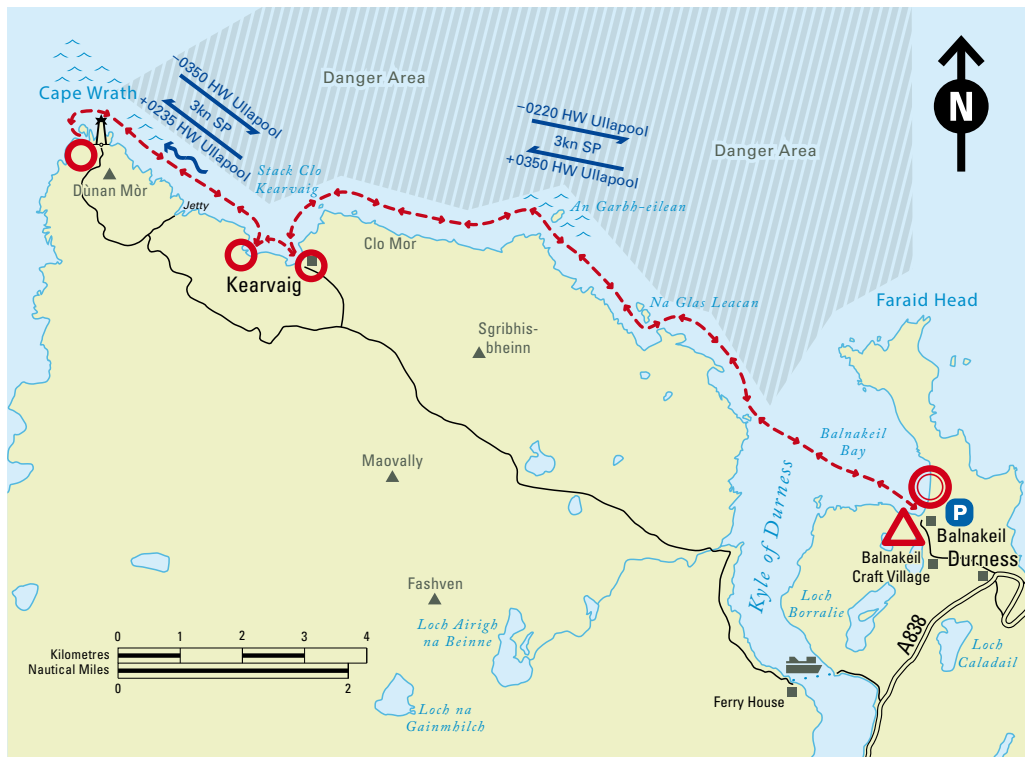 Danger Area
Cape Wrath
–0350 HW Ullapool
3kn SP
+0235 HW Ullapool
–0220 HW Ullapool
3kn SP
+0350 HW Ullapool
N
Danger Area
Stack Clo
Kearvaig
Dùnan Mòr
Jetty
An Garbh-eilean
Clo Mor
Kearvaig
Na Glas Leacan
Faraid Head
Sgribhis-
bheinn
Balnakeil
Bay
Maovally
Kyle of Durness
P
Balnakeil
Balnakeil
Craft Village
Durness
Fashven
Loch Airigh
na Beinne
Loch
Borralie
A838
Loch
Caladail
0 1 2 3 4
Kilometres
Nautical Miles
0 2
Ferry House
Loch na
Gainmhilch